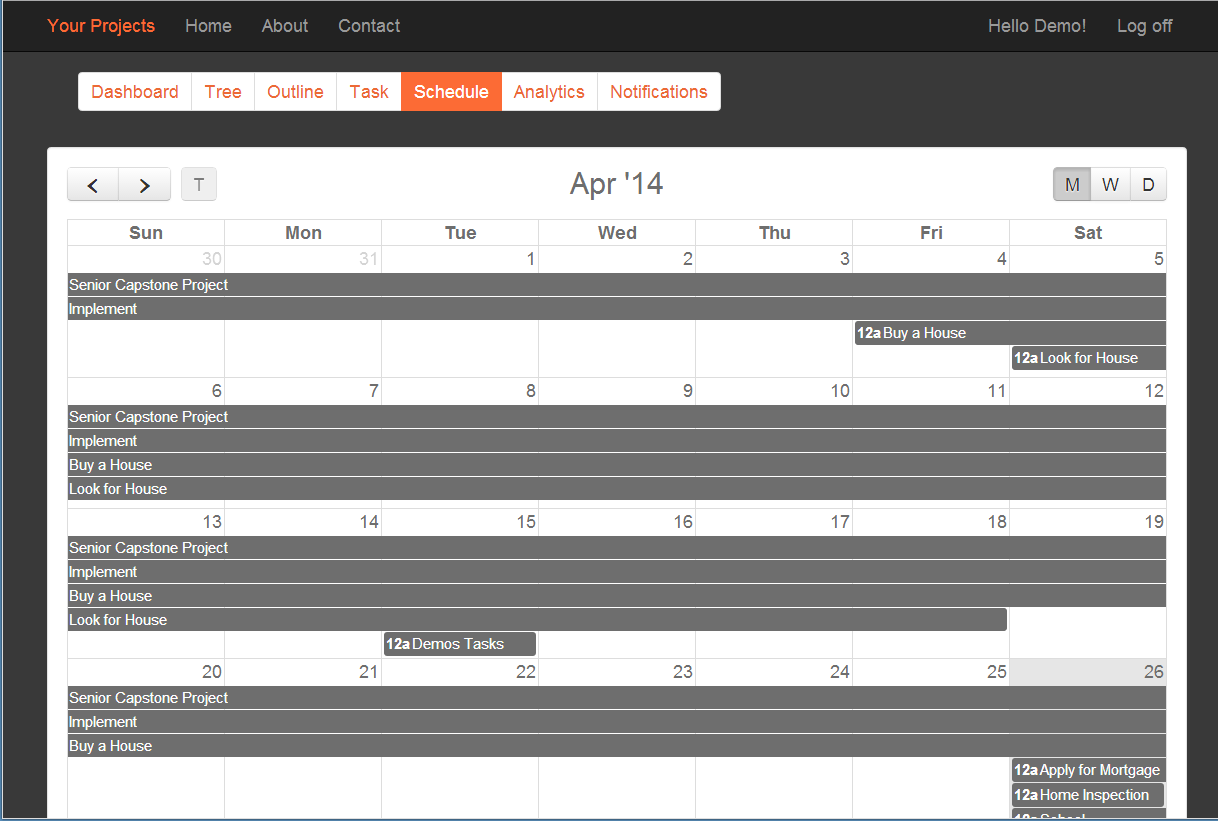 Your Projects Home About Contact Hello Demo! Log off
Dashboard Tree Outline Task Schedule Analytics Notifications
T Apr '14 M W D
Sun Mon Tue Wed Thu Fri Sat
30 31 1 2 3 4 5
Senior Capstone Project
Implement
12a Buy a House
12a Look for House
6 7 8 9 10 11 12
Senior Capstone Project
Implement
Buy a House
Look for House
13 14 15 16 17 18 19
Senior Capstone Project
Implement
Buy a House
Look for House
12a Demos Tasks
20 21 22 23 24 25 26
Senior Capstone Project
Implement
Buy a House
12a Apply for Mortgage
12a Home Inspection
12a School